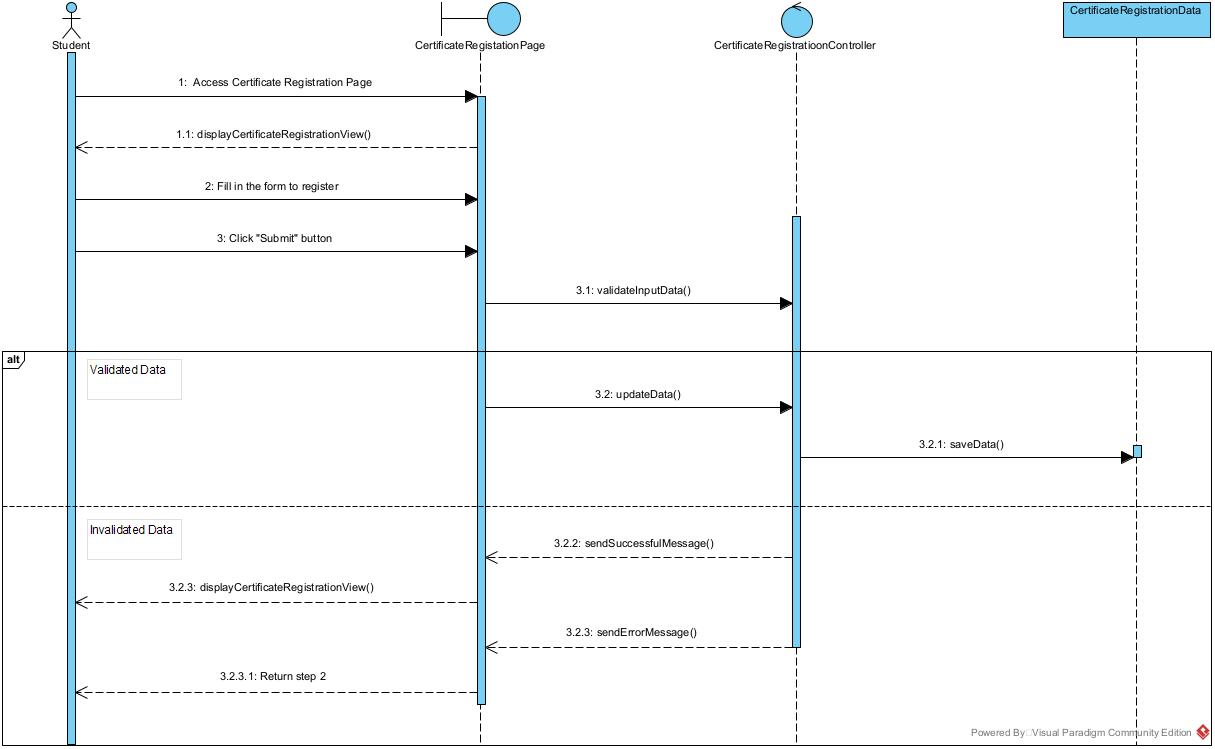 Student
CertificateRegistationPage
CertificateRegistratioonController
CertificateRegistrationData
1: Access Certificate Registration Page
1.1: displayCertificateRegistrationView()
2: Fill in the form to register
3: Click "Submit" button
3.1: validateInputData()
alt
Validated Data
3.2: updateData()
3.2.1: saveData()
Invalidated Data
3.2.2: sendSuccessfulMessage()
3.2.3: displayCertificateRegistrationView()
3.2.3: sendErrorMessage()
3.2.3.1: Return step 2
Powered By Visual Paradigm Community Edition